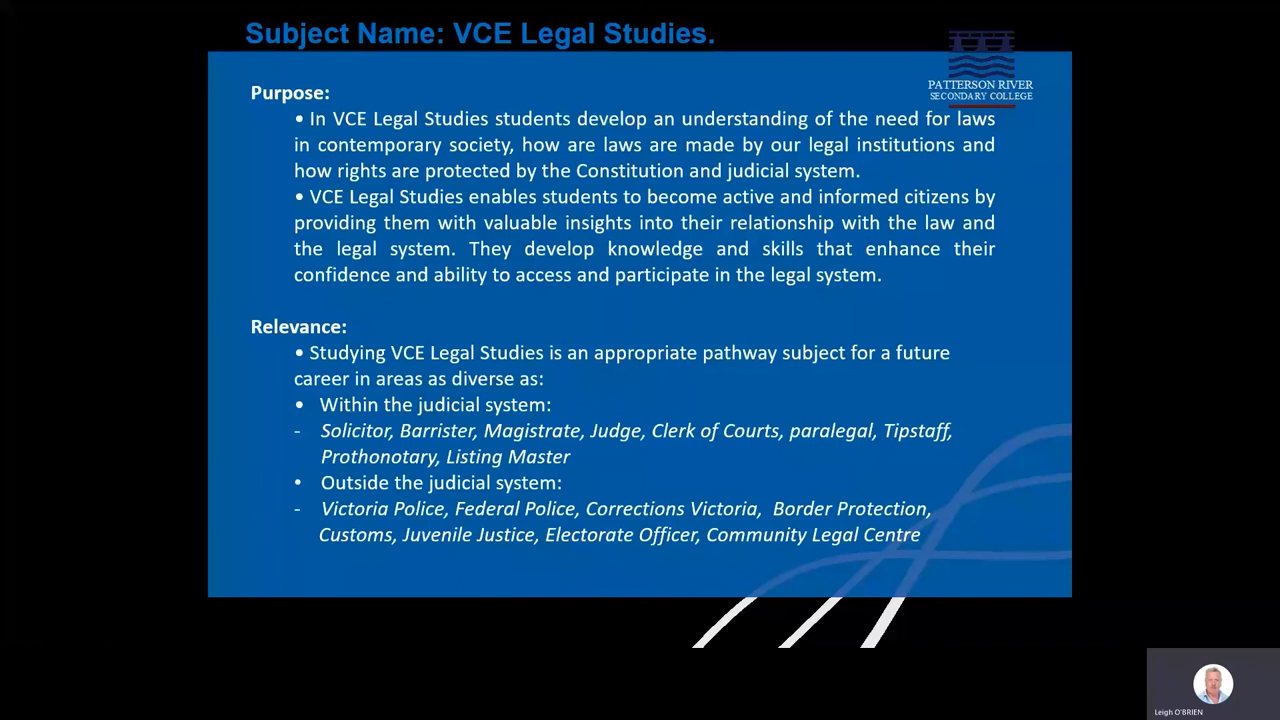 Subject Name: VCE Legal Studies.
PATTERSON RIVER
SECONDARY COLLEGE
Purpose:
• In VCE Legal Studies students develop an understanding of the need for laws
in contemporary society, how are laws are made by our legal institutions and
how rights are protected by the Constitution and judicial system.
• VCE Legal Studies enables students to become active and informed citizens by
providing them with valuable insights into their relationship with the law and
the legal system. They develop knowledge and skills that enhance their
confidence and ability to access and participate in the legal system.
Relevance:
• Studying VCE Legal Studies is an appropriate pathway subject for a future
career in areas as diverse as:
• Within the judicial system:
- Solicitor, Barrister, Magistrate, Judge, Clerk of Courts, paralegal, Tipstaff,
Prothonotary, Listing Master
• Outside the judicial system:
- Victoria Police, Federal Police, Corrections Victoria, Border Protection,
Customs, Juvenile Justice, Electorate Officer, Community Legal Centre
Leigh O'BRIEN